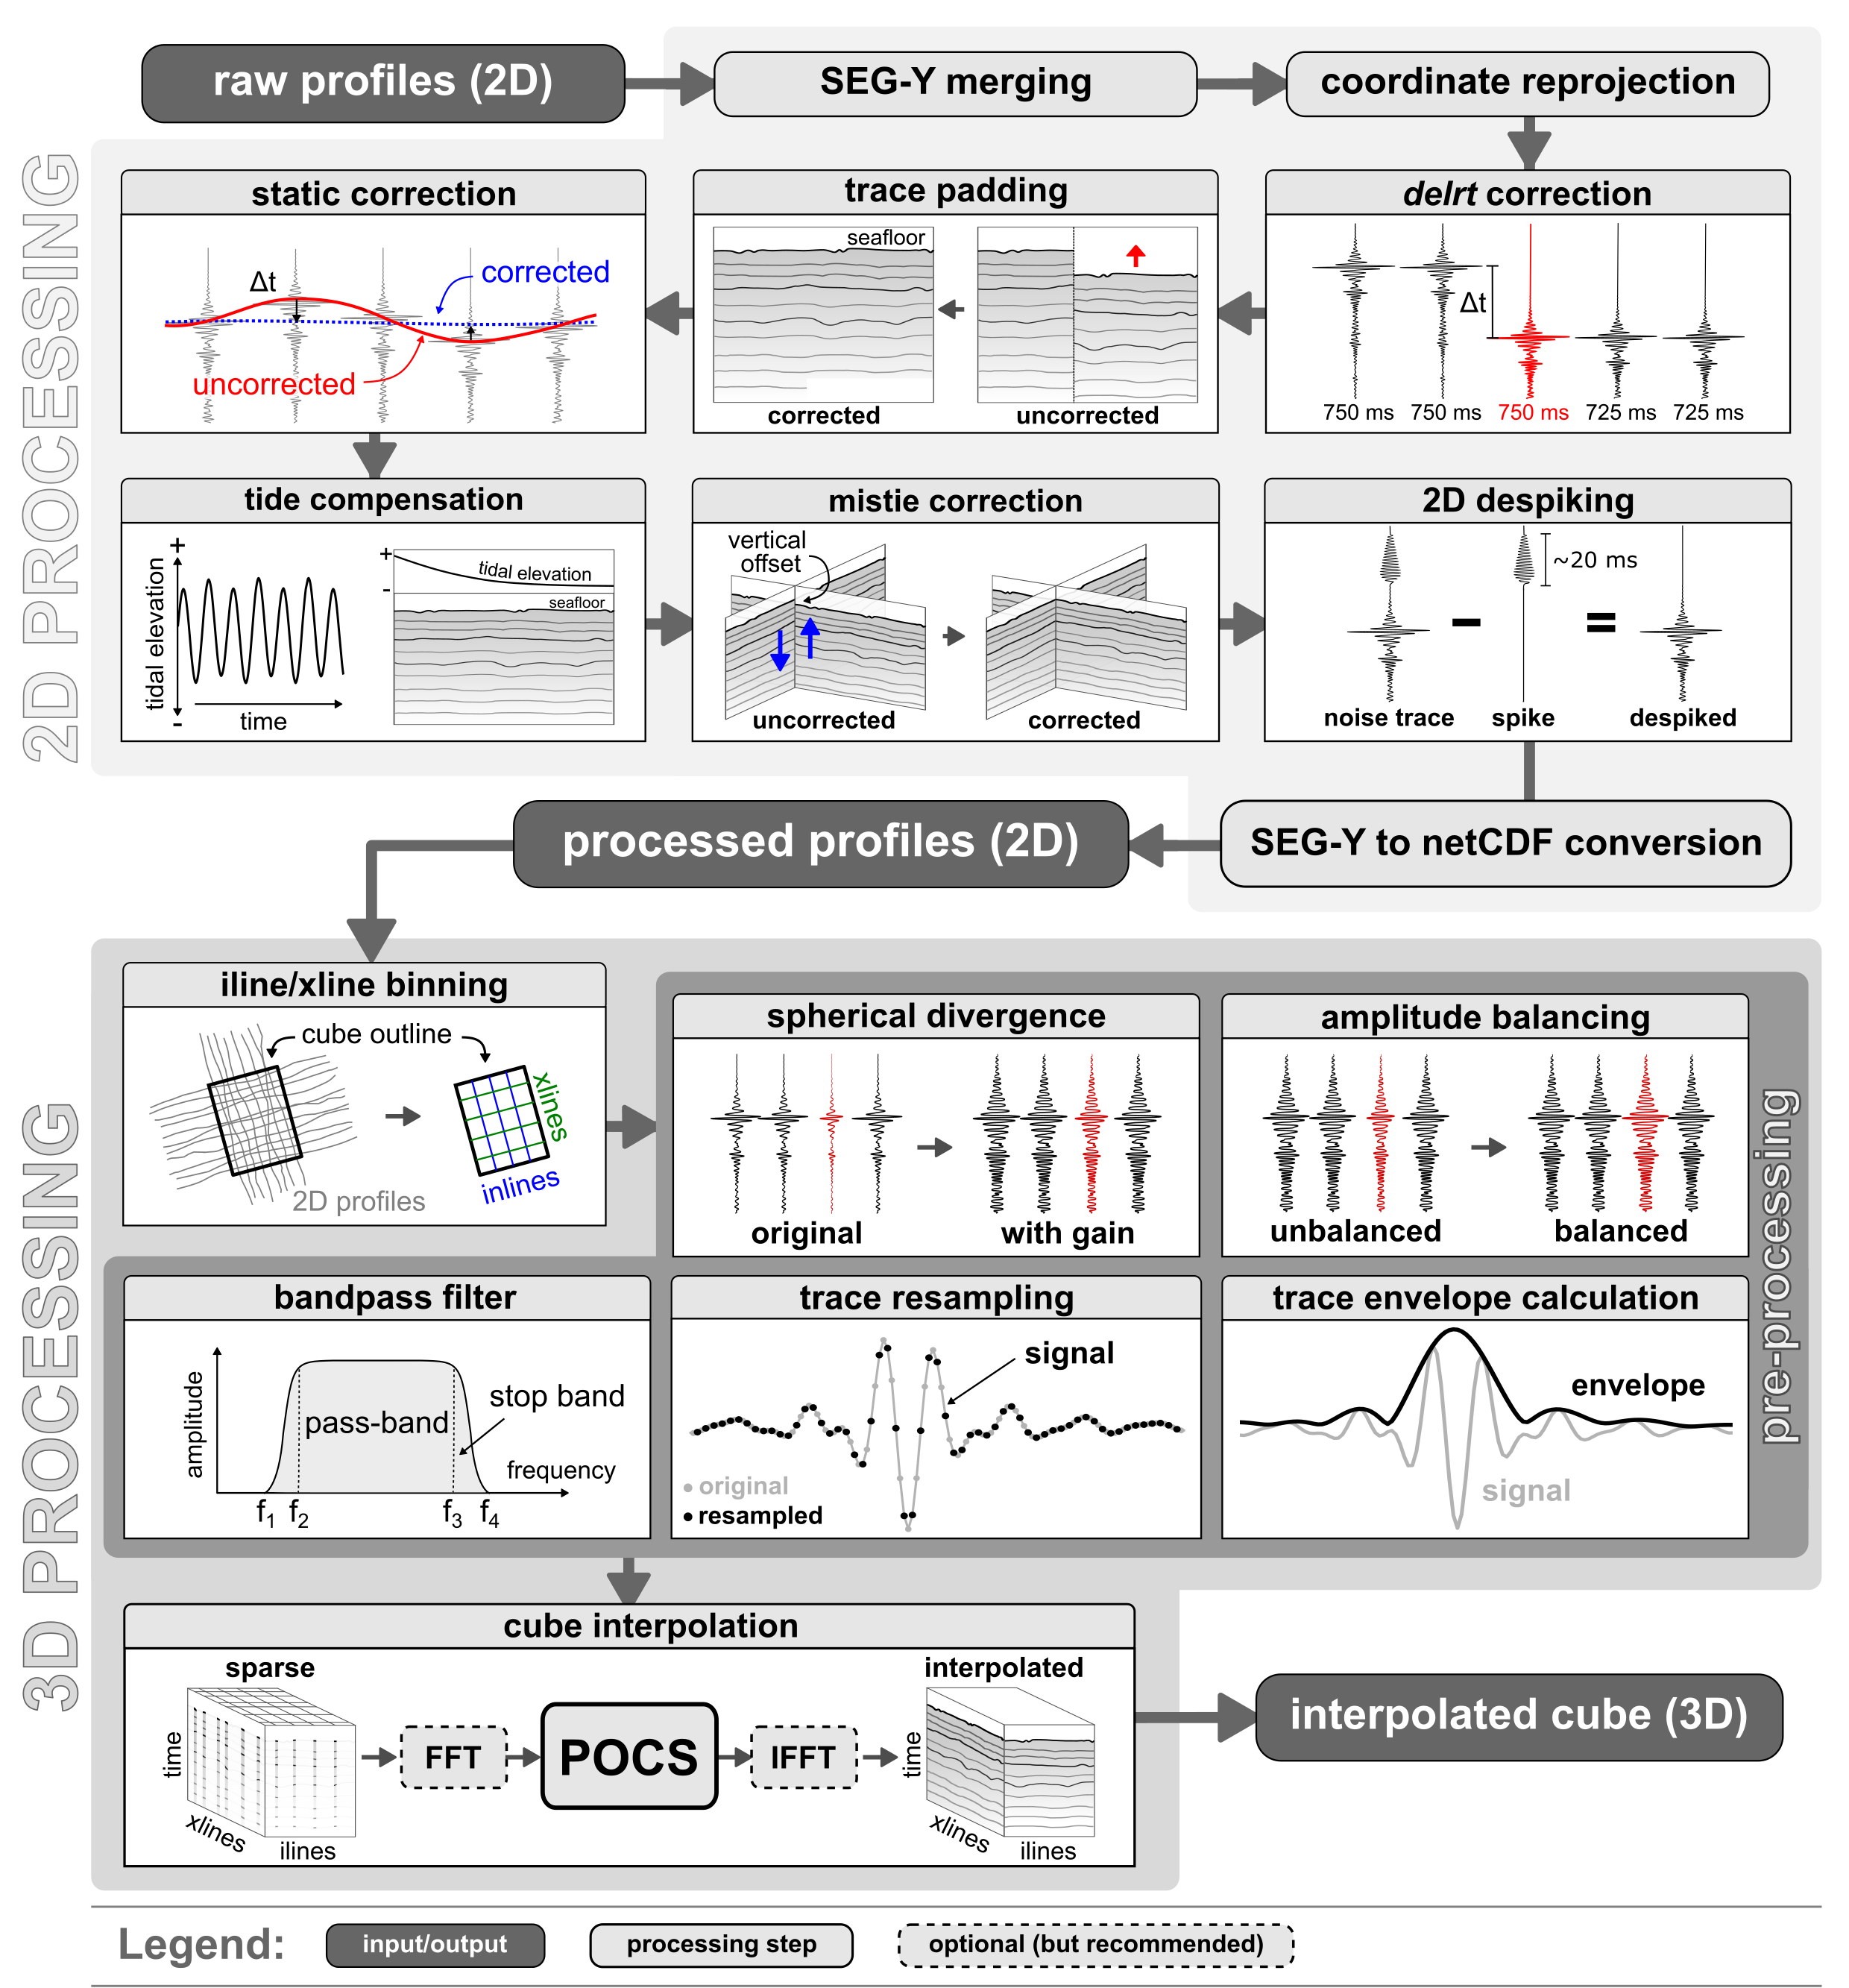 raw profiles (2D)
SEG-Y merging
coordinate reprojection
2D PROCESSING
static correction
Δt
corrected
uncorrected
trace padding
seafloor
corrected
uncorrected
delrt correction
Δt
750 ms 750 ms 750 ms 725 ms 725 ms
tide compensation
+
tidal elevation
-
time
+
tidal elevation
-
seafloor
mistie correction
vertical
offset
uncorrected
corrected
2D despiking
~20 ms
noise trace
spike
despiked
processed profiles (2D)
SEG-Y to netCDF conversion
3D PROCESSING
iline/xline binning
cube outline
xlines
inlines
2D profiles
pre-processing
spherical divergence
original
with gain
amplitude balancing
unbalanced
balanced
bandpass filter
amplitude
pass-band
stop band
frequency
f1 f2 f3 f4
trace resampling
signal
original
resampled
trace envelope calculation
envelope
signal
cube interpolation
sparse
time
xlines
ilines
FFT
POCS
IFFT
interpolated
time
xlines
ilines
interpolated cube (3D)
Legend:
input/output
processing step
optional (but recommended)